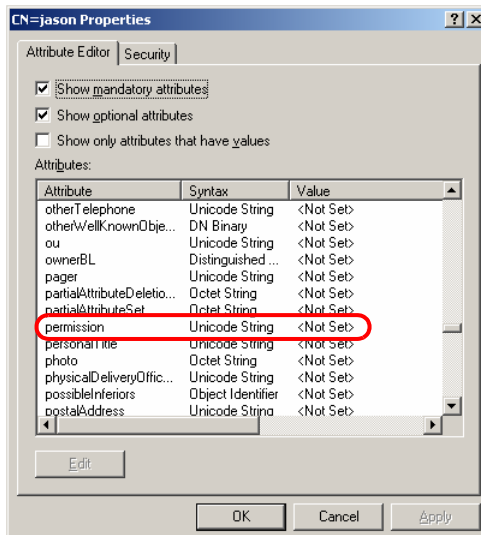 CN=jason Properties
Attribute Editor Security
Show mandatory attributes
Show optional attributes
Show only attributes that have values
Attributes:
Attribute Syntax Value
otherTelephone Unicode String <Not Set>
otherWellKnownObje... DN Binary <Not Set>
ou Unicode String <Not Set>
ownerBL Distinguished ... <Not Set>
pager Unicode String <Not Set>
partialAttributeDeletio... Octet String <Not Set>
partialAttributeSet Octet String <Not Set>
permission Unicode String <Not Set>
personalTitle Unicode String <Not Set>
photo Octet String <Not Set>
physicalDeliveryOffic... Unicode String <Not Set>
possibleInferiors Object Identifier <Not Set>
postalAddress Unicode String <Not Set>
Edit
OK Cancel Apply